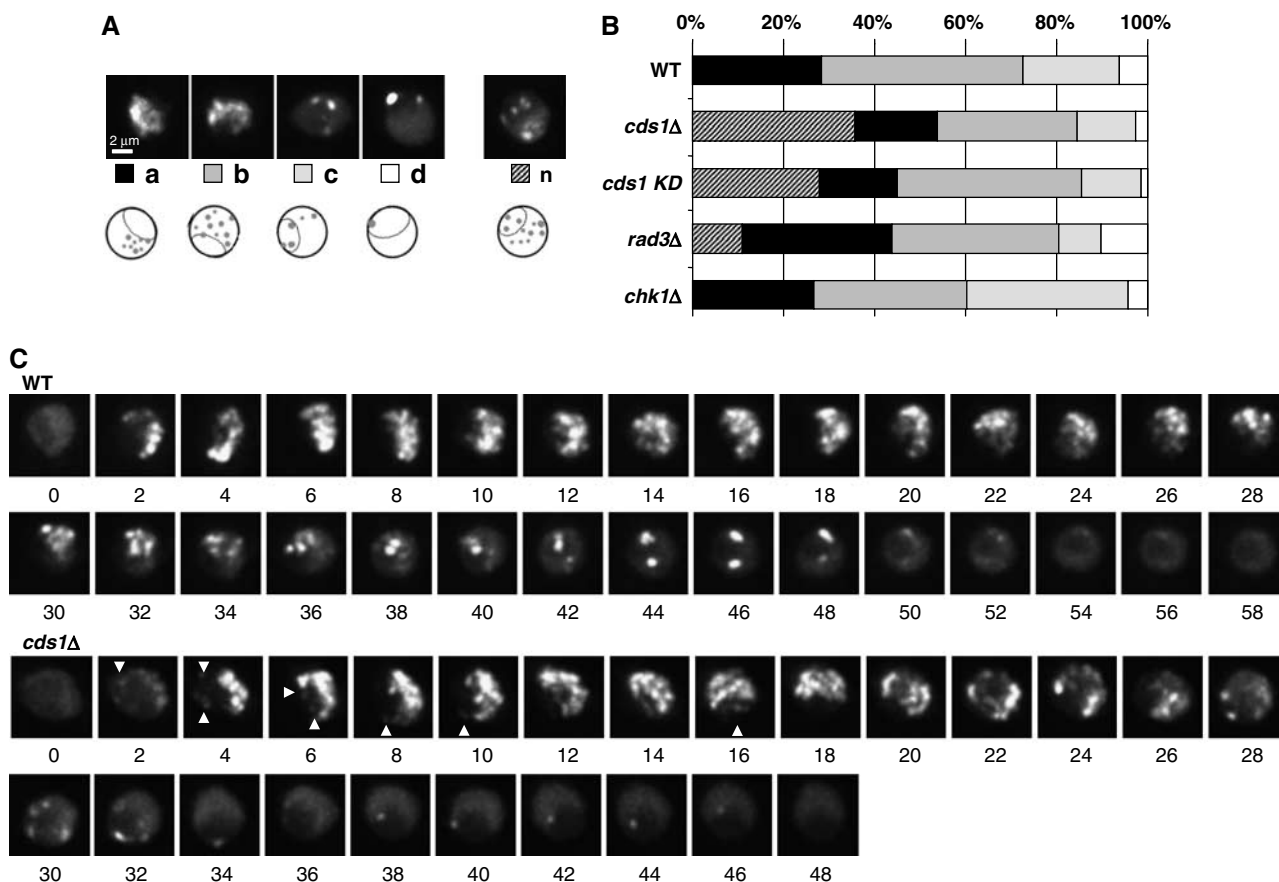 A
2 µm
a b c d n
B
0% 20% 40% 60% 80% 100%
WT
cds1Δ
cds1 KD
rad3Δ
chk1Δ
C
WT
0 2 4 6 8 10 12 14 16 18 20 22 24 26 28
30 32 34 36 38 40 42 44 46 48 50 52 54 56 58
cds1Δ
0 2 4 6 8 10 12 14 16 18 20 22 24 26 28
30 32 34 36 38 40 42 44 46 48